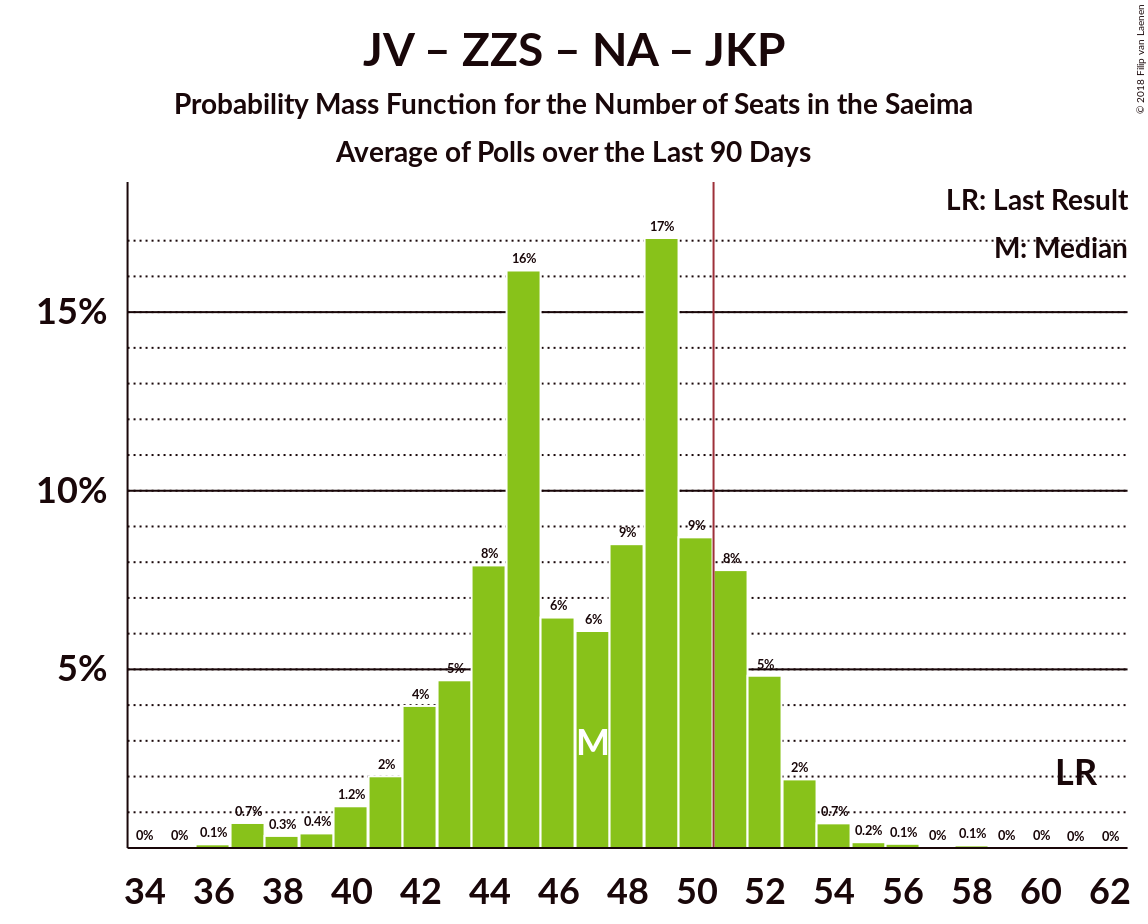 JV – ZZS – NA – JKP
Probability Mass Function for the Number of Seats in the Saeima
Average of Polls over the Last 90 Days
© 2018 Filip van Laenen
LR: Last Result
M: Median
15%
10%
5%
0% 0% 0.1% 0.7% 0.3% 0.4% 1.2% 2% 4% 5% 8% 16% 6% 6% 9% 17% 9% 8% 5% 2% 0.7% 0.2% 0.1% 0% 0.1% 0% 0% 0% 0%
M
LR
34 36 38 40 42 44 46 48 50 52 54 56 58 60 62